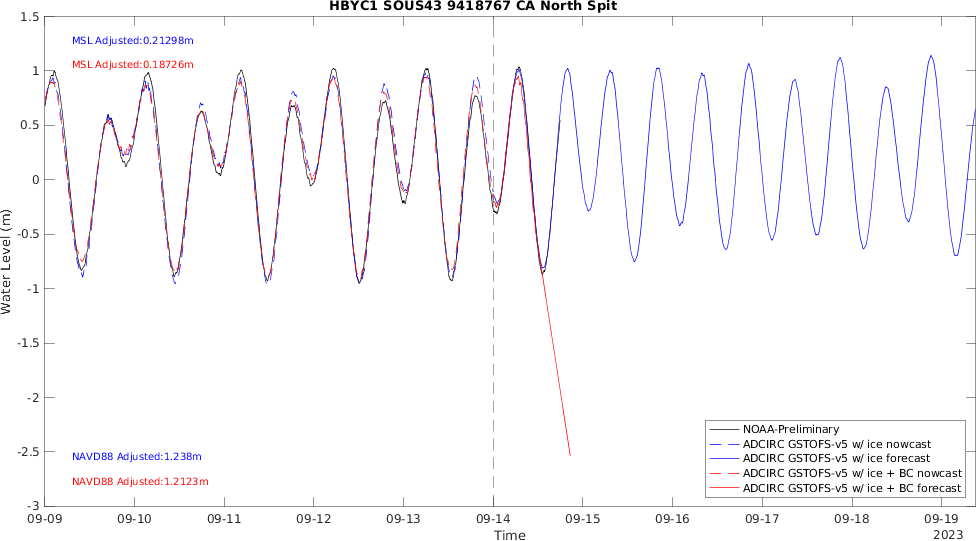 HBYC1 SOUS43 9418767 CA North Spit
MSL Adjusted:0.21298m
MSL Adjusted:0.18726m
NAVD88 Adjusted:1.238m
NAVD88 Adjusted:1.2123m
Water Level (m)
1.5
1
0.5
0
-0.5
-1
-1.5
-2
-2.5
-3
NOAA-Preliminary
ADCIRC GSTOFS-v5 w/ ice nowcast
ADCIRC GSTOFS-v5 w/ ice forecast
ADCIRC GSTOFS-v5 w/ ice + BC nowcast
ADCIRC GSTOFS-v5 w/ ice + BC forecast
09-09 09-10 09-11 09-12 09-13 09-14 09-15 09-16 09-17 09-18 09-19
Time
2023